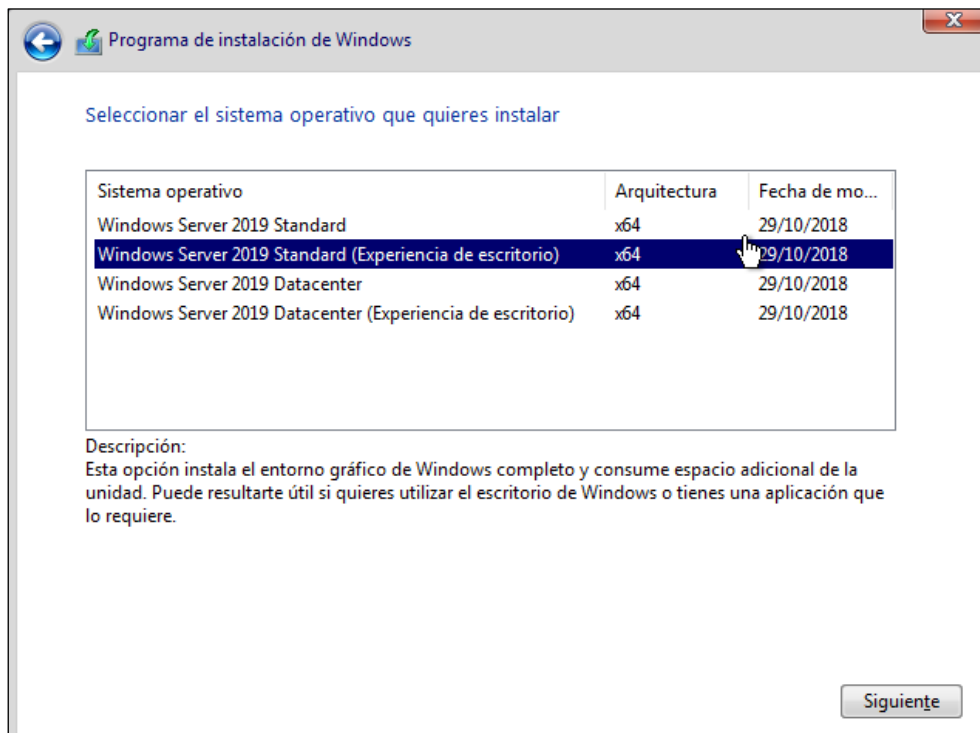 Programa de instalación de Windows
Seleccionar el sistema operativo que quieres instalar
Sistema operativo Arquitectura Fecha de mo...
Windows Server 2019 Standard x64 29/10/2018
Windows Server 2019 Standard (Experiencia de escritorio) x64 29/10/2018
Windows Server 2019 Datacenter x64 29/10/2018
Windows Server 2019 Datacenter (Experiencia de escritorio) x64 29/10/2018
Descripción:
Esta opción instala el entorno gráfico de Windows completo y consume espacio adicional de la
unidad. Puede resultarte útil si quieres utilizar el escritorio de Windows o tienes una aplicación que
lo requiere.
Siguiente